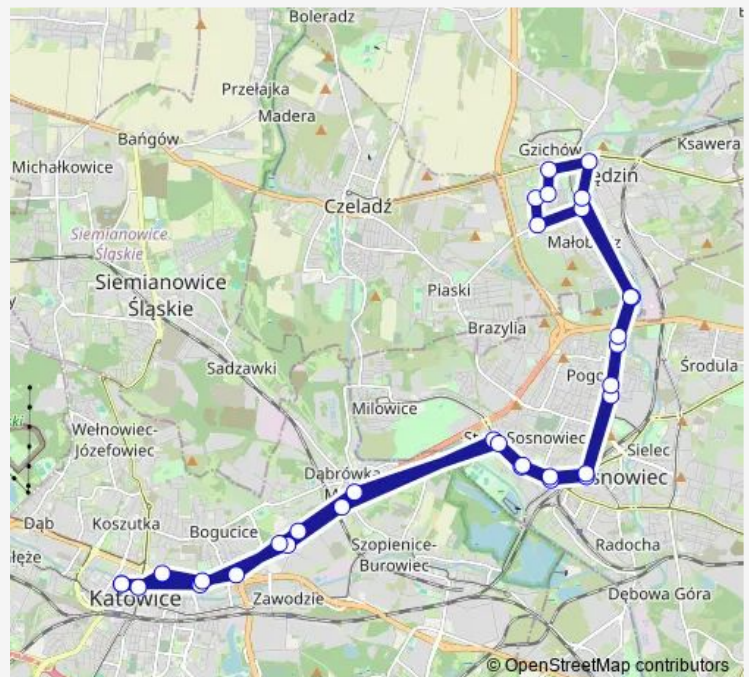 Boleradz
Przełajka
Madera
Bańgów
Gzichów
Ksawera
Michałkowice
Czeladź
Siemianowice
Śląskie
Siemianowice
Śląskie
Piaski
Brazylia
Sadzawki
Środula
Milowice
Wełnowiec-
Józefowiec
Sosnowiec
Sielec
Dąbrówka
Dąb
Koszutka
Bogucice
Szopienice-
Burowiec
Radocha
Katowice
Zawodzie
Dębowa Góra
© OpenStreetMap contributors